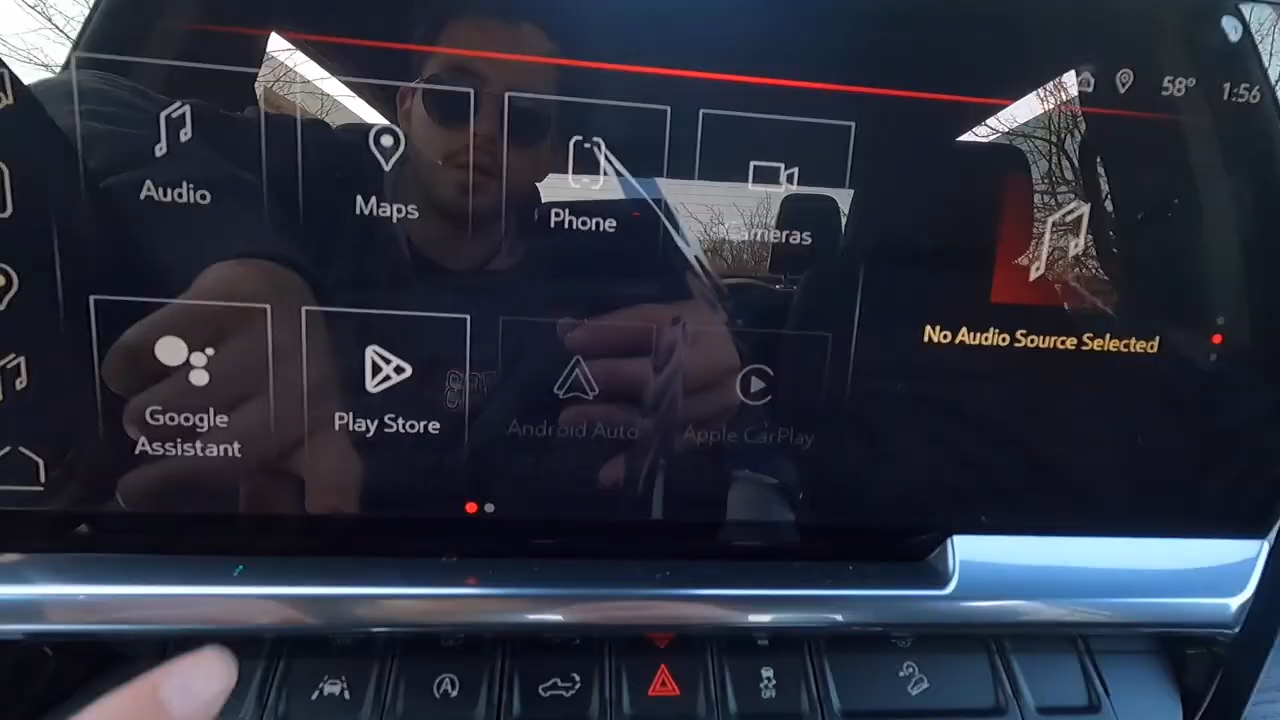 58° 1:56
Audio
Maps
Phone
Cameras
No Audio Source Selected
Google
Assistant
Play Store
Android Auto
Apple CarPlay
A
OFF